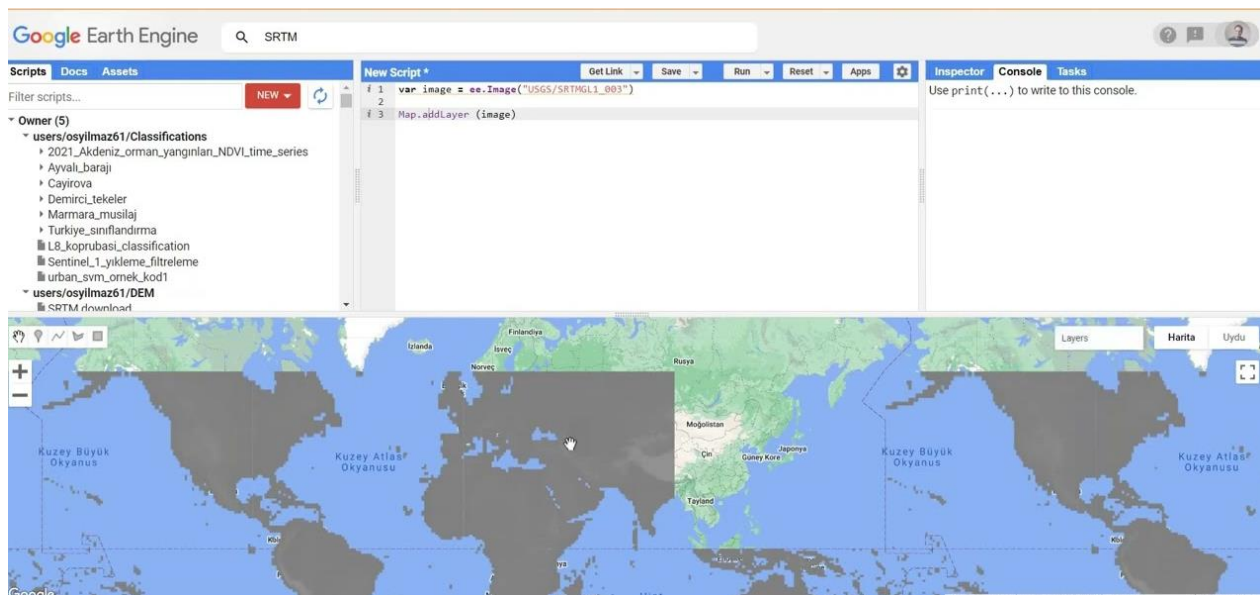 Google Earth Engine
SRTM
Scripts Docs Assets
Filter scripts...
NEW
Owner (5)
users/osyilmaz61/Classifications
2021_Akdeniz_orman_yangınları_NDVI_time_series
Ayvalı_barajı
Cayirova
Demirci_tekeler
Marmara_musilaj
Turkiye_sınıflandırma
L8_koprubasi_classification
Sentinel_1_yıkleme_filtreleme
urban_svm_ornek_kod1
users/osyilmaz61/DEM
SRTM download
New Script *
Get Link Save Run Reset Apps
i 1 var image = ee.Image("USGS/SRTMGL1_003")
2
i 3 Map.addLayer (image)
Inspector Console Tasks
Use print(...) to write to this console.
Layers
Harita Uydu
İzlanda
Finlandiya
İsveç
Norveç
Rusya
Moğolistan
Çin
Güney Kore
Japonya
Tayland
Kuzey Büyük
Okyanus
Kuzey Atlas
Okyanusu
Kuzey Büyük
Okyanus
Kuzey Atlas
Okyanusu
Google